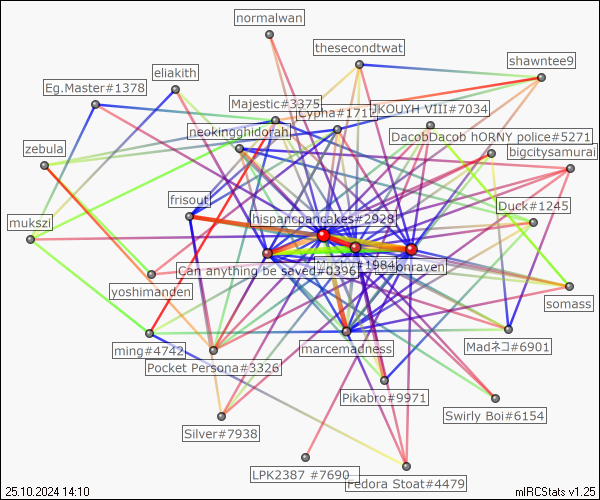 normalwan
thesecondtwat
shawntee9
eliakith
Eg.Master#1378
Majestic#3375
Cypha#171
JKOUYH VIII#7034
neokingghidorah
DacobDacob hORNY police#5271
zebula
bigcitysamurai
frisout
Duck#1245
hispancpancakes#2928
mukszi
#1984
onraven
Can anything be saved#0396
yoshimanden
somass
ming#4742
marcemadness
Madネコ#6901
Pocket Persona#3326
Pikabro#9971
Swirly Boi#6154
Silver#7938
LPK2387 #7690
Fedora Stoat#4479
25.10.2024 14:10
mIRCStats v1.25